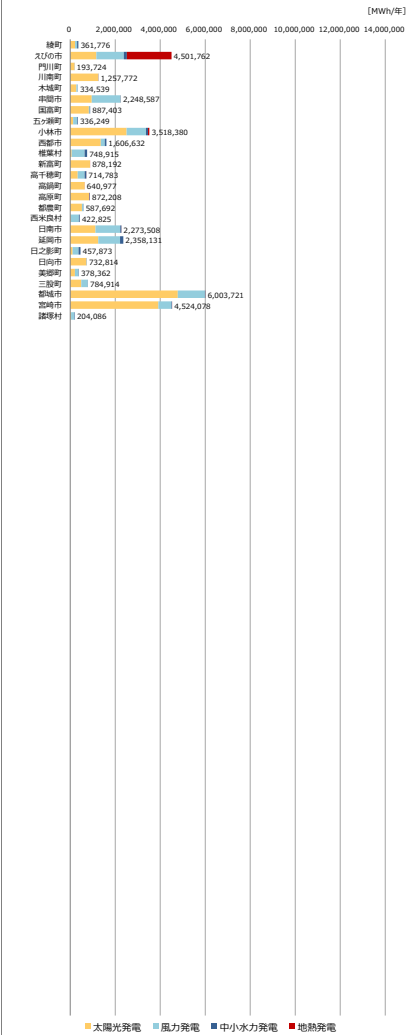 [MWh/年]
0 2,000,000 4,000,000 6,000,000 8,000,000 10,000,000 12,000,000 14,000,000
綾町 361,776
えびの市 4,501,762
門川町 193,724
川南町 1,257,772
木城町 334,539
串間市 2,248,587
国富町 887,403
五ヶ瀬町 336,249
小林市 3,518,380
西都市 1,606,632
椎葉村 748,915
新富町 878,192
高千穂町 714,783
高鍋町 640,977
高原町 872,208
都農町 587,692
西米良村 422,825
日南市 2,273,508
延岡市 2,358,131
日之影町 457,873
日向市 732,814
美郷町 378,362
三股町 784,914
都城市 6,003,721
宮崎市 4,524,078
諸塚村 204,086
太陽光発電 風力発電 中小水力発電 地熱発電